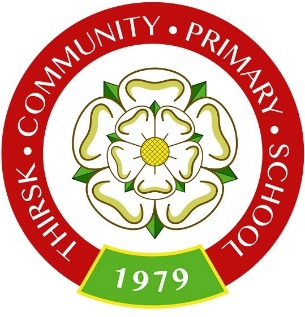 THIRSK • COMMUNITY • PRIMARY • SCHOOL
1979